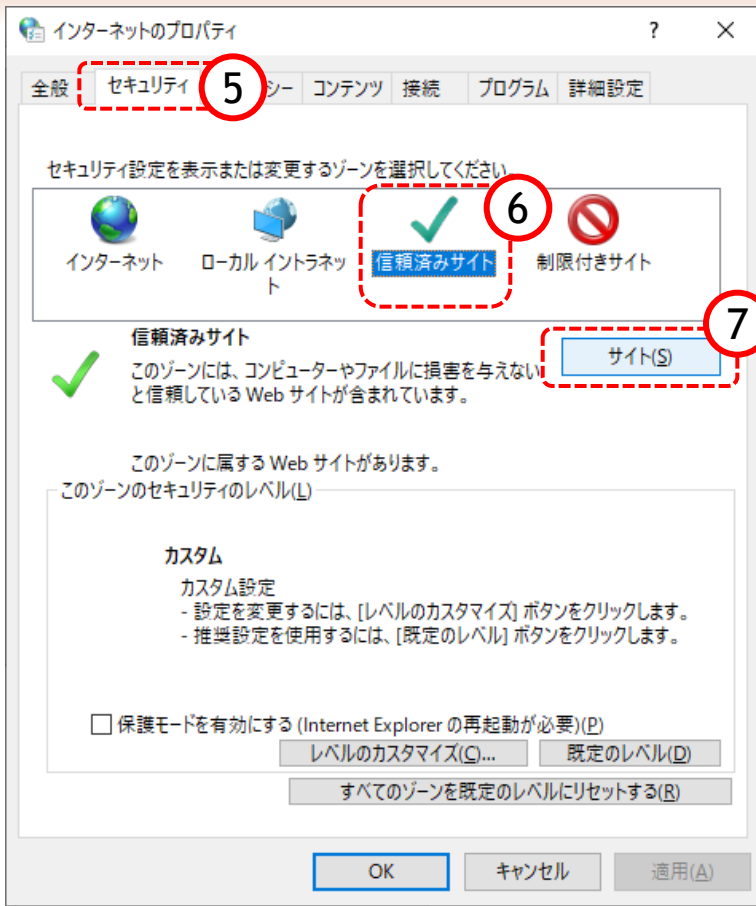 インターネットのプロパティ
?
全般
セキュリティ
5
シー
コンテンツ
接続
プログラム
詳細設定
セキュリティ設定を表示または変更するゾーンを選択してください。
6
インターネット
ローカル イントラネッ
ト
信頼済みサイト
制限付きサイト
7
信頼済みサイト
サイト(S)
このゾーンには、コンピューターやファイルに損害を与えない
と信頼している Web サイトが含まれています。
このゾーンに属する Web サイトがあります。
このゾーンのセキュリティのレベル(L)
カスタム
カスタム設定
- 設定を変更するには、[レベルのカスタマイズ] ボタンをクリックします。
- 推奨設定を使用するには、[既定のレベル] ボタンをクリックします。
保護モードを有効にする (Internet Explorer の再起動が必要)(P)
レベルのカスタマイズ(C)...
既定のレベル(D)
すべてのゾーンを既定のレベルにリセットする(R)
OK
キャンセル
適用(A)